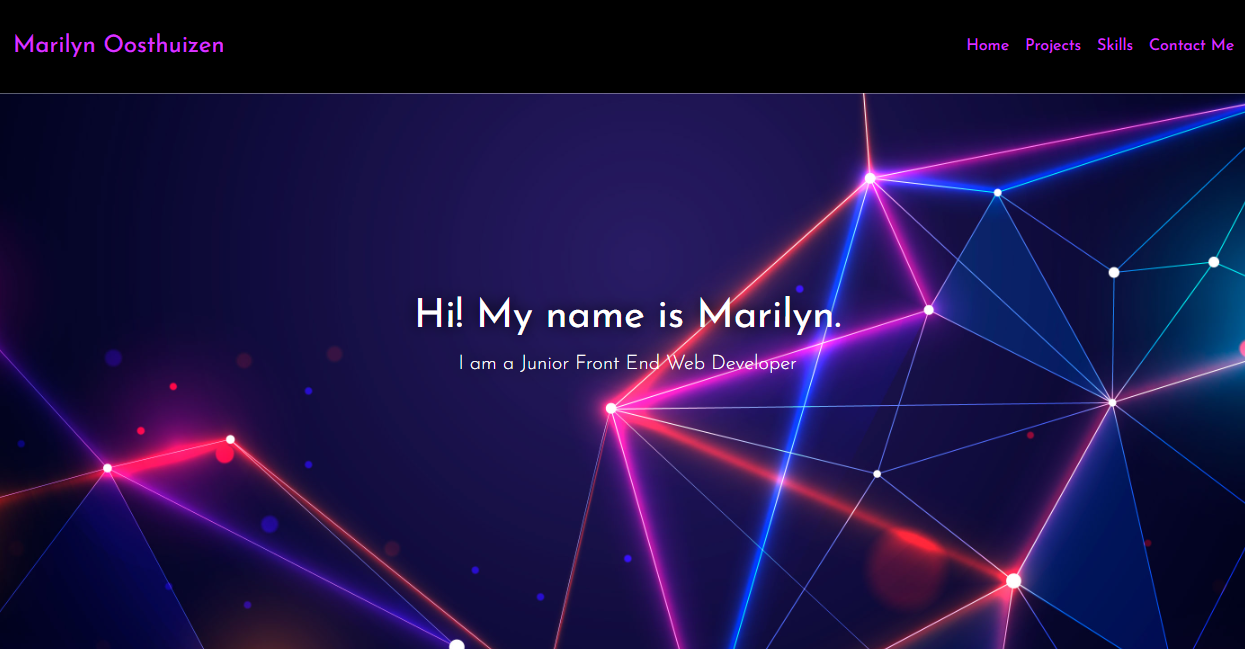 Marilyn Oosthuizen
Home Projects Skills Contact Me
Hi! My name is Marilyn.
I am a Junior Front End Web Developer